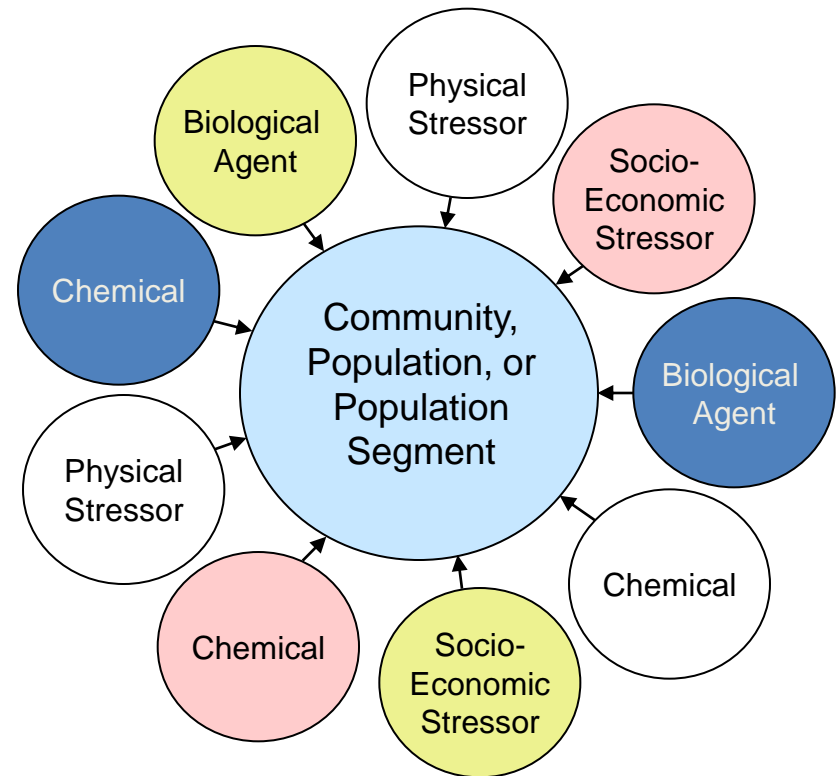 Physical
Stressor
Biological
Agent
Socio-
Economic
Stressor
Chemical
Community,
Population, or
Population
Segment
Biological
Agent
Physical
Stressor
Chemical
Chemical
Socio-
Economic
Stressor